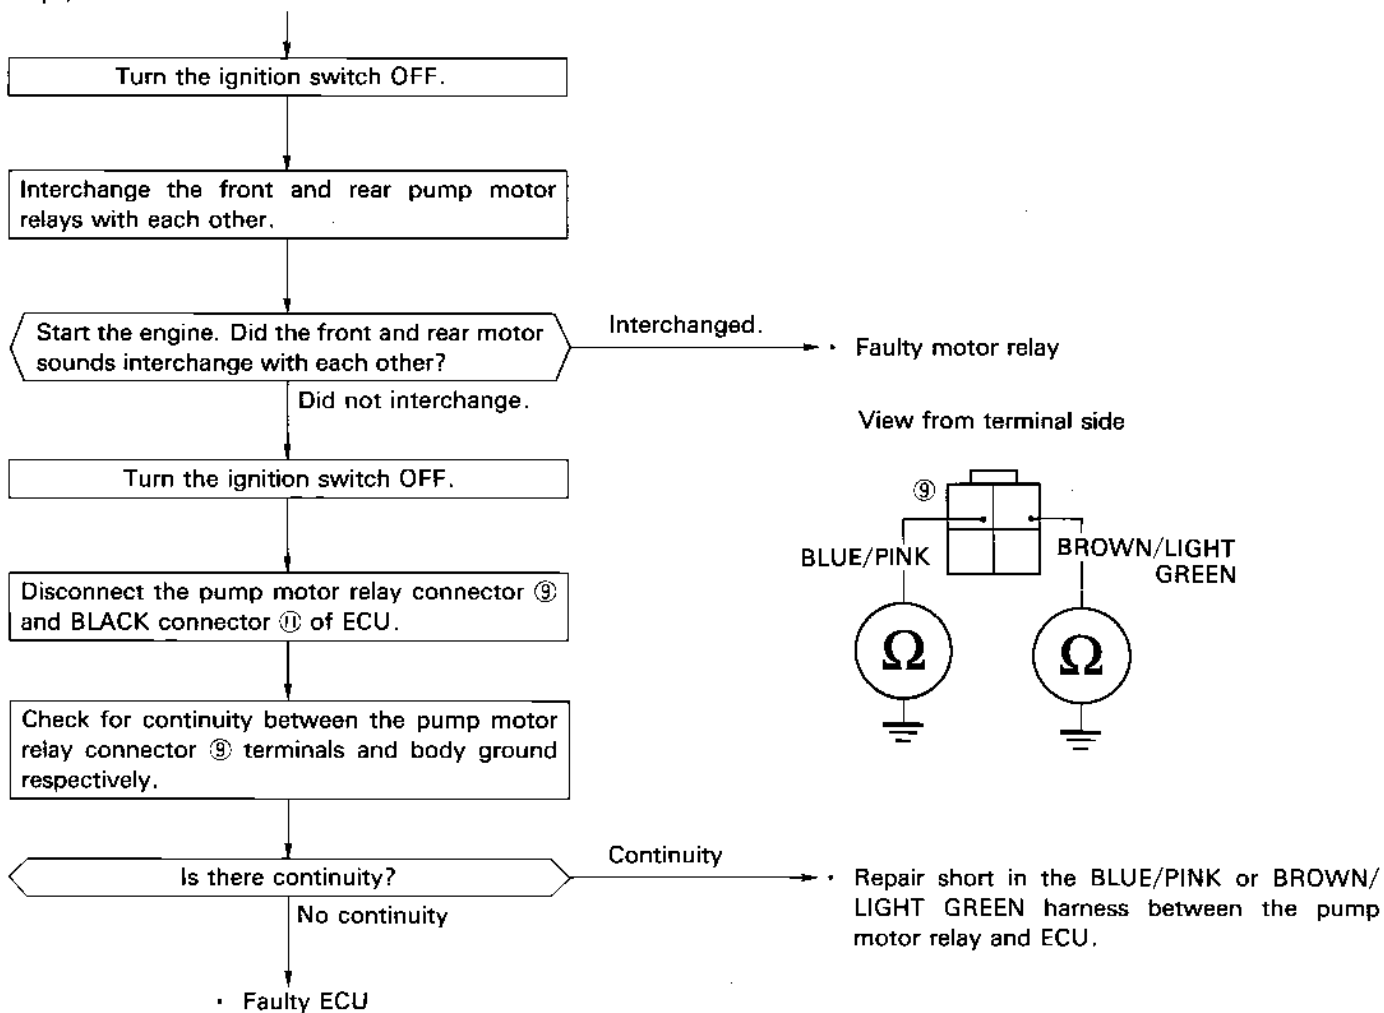 Turn the ignition switch OFF.
Interchange the front and rear pump motor
relays with each other.
Start the engine. Did the front and rear motor
sounds interchange with each other?
Interchanged.
· Faulty motor relay
Did not interchange.
View from terminal side
Turn the ignition switch OFF.
⑨
BLUE/PINK
BROWN/LIGHT
GREEN
Ω
Ω
Disconnect the pump motor relay connector ⑨
and BLACK connector ⑪ of ECU.
Check for continuity between the pump motor
relay connector ⑨ terminals and body ground
respectively.
Is there continuity?
Continuity
· Repair short in the BLUE/PINK or BROWN/
LIGHT GREEN harness between the pump
motor relay and ECU.
No continuity
· Faulty ECU